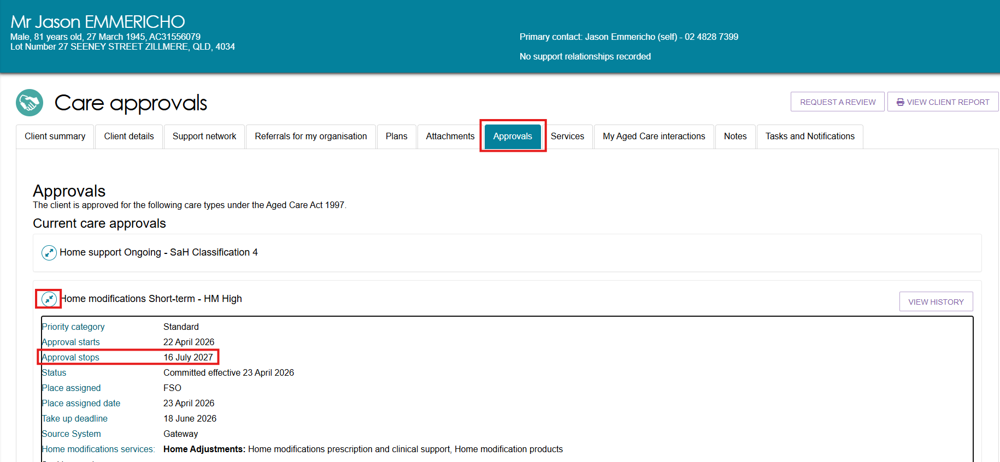 Mr Jason EMMERICHO
Male, 81 years old, 27 March 1945, AC31556079
Lot Number 27 SEENEY STREET ZILLMERE, QLD, 4034
Primary contact: Jason Emmericho (self) - 02 4828 7399
No support relationships recorded
Care approvals
REQUEST A REVIEW
VIEW CLIENT REPORT
Client summary
Client details
Support network
Referrals for my organisation
Plans
Attachments
Approvals
Services
My Aged Care interactions
Notes
Tasks and Notifications
Approvals
The client is approved for the following care types under the Aged Care Act 1997.
Current care approvals
Home support Ongoing - SaH Classification 4
Home modifications Short-term - HM High
VIEW HISTORY
Priority category Standard
Approval starts 22 April 2026
Approval stops 16 July 2027
Status Committed effective 23 April 2026
Place assigned FSO
Place assigned date 23 April 2026
Take up deadline 18 June 2026
Source System Gateway
Home modifications services: Home Adjustments: Home modifications prescription and clinical support, Home modification products